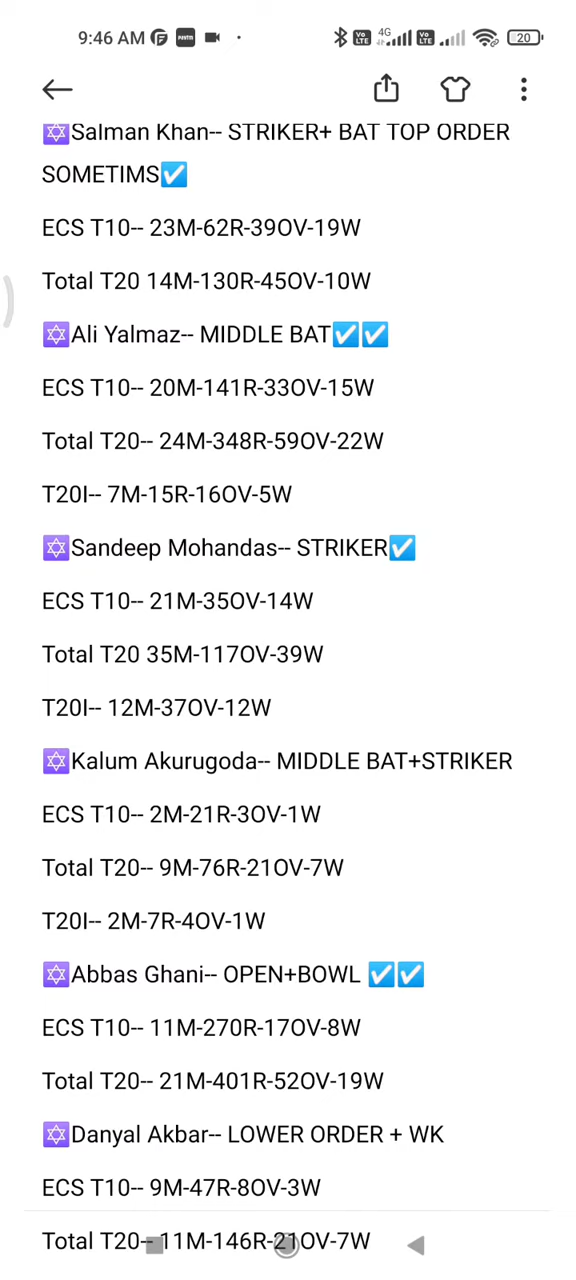 9:46 AM
Vo LTE 4G Vo LTE 20
✡Salman Khan-- STRIKER+ BAT TOP ORDER
SOMETIMS☑
ECS T10-- 23M-62R-39OV-19W
Total T20 14M-130R-45OV-10W
✡Ali Yalmaz-- MIDDLE BAT☑☑
ECS T10-- 20M-141R-33OV-15W
Total T20-- 24M-348R-59OV-22W
T20I-- 7M-15R-16OV-5W
✡Sandeep Mohandas-- STRIKER☑
ECS T10-- 21M-35OV-14W
Total T20 35M-117OV-39W
T20I-- 12M-37OV-12W
✡Kalum Akurugoda-- MIDDLE BAT+STRIKER
ECS T10-- 2M-21R-3OV-1W
Total T20-- 9M-76R-21OV-7W
T20I-- 2M-7R-4OV-1W
✡Abbas Ghani-- OPEN+BOWL ☑☑
ECS T10-- 11M-270R-17OV-8W
Total T20-- 21M-401R-52OV-19W
✡Danyal Akbar-- LOWER ORDER + WK
ECS T10-- 9M-47R-8OV-3W
Total T20-- 11M-146R-21OV-7W